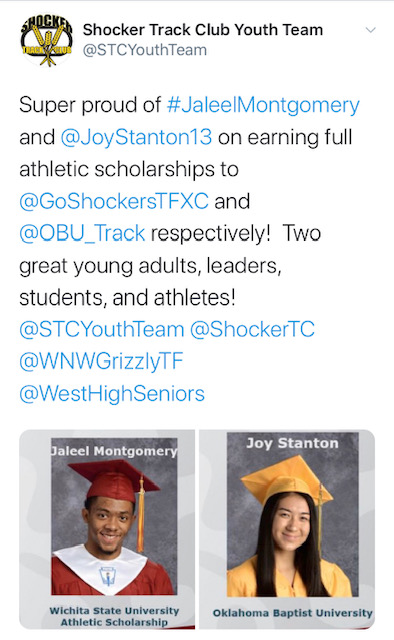 SHOCKER
TRACK CLUB
Shocker Track Club Youth Team
@STCYouthTeam
Super proud of #JaleelMontgomery
and @JoyStanton13 on earning full
athletic scholarships to
@GoShockersTFXC and
@OBU_Track respectively!  Two
great young adults, leaders,
students, and athletes!
@STCYouthTeam @ShockerTC
@WNWGrizzlyTF
@WestHighSeniors
Jaleel Montgomery
Wichita State University
Athletic Scholarship
Joy Stanton
Oklahoma Baptist University